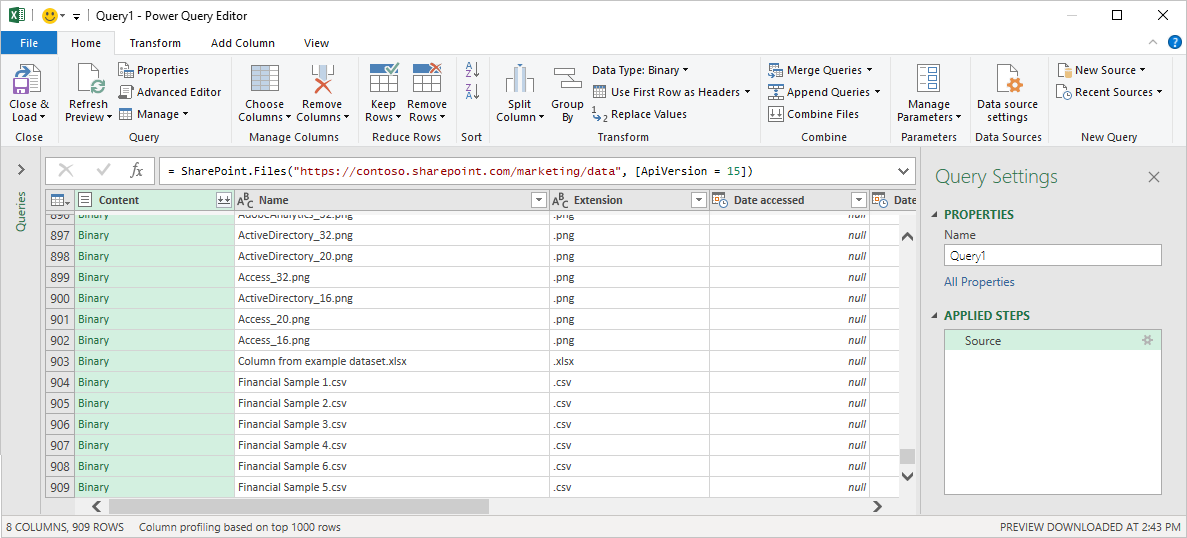 Query1 - Power Query Editor
File Home Transform Add Column View
Close & Load
Close
Refresh Preview
Properties
Advanced Editor
Manage
Query
Choose Columns
Remove Columns
Manage Columns
Keep Rows
Remove Rows
Reduce Rows
Sort
Split Column
Group By
Data Type: Binary
Use First Row as Headers
Replace Values
Transform
Merge Queries
Append Queries
Combine Files
Combine
Manage Parameters
Parameters
Data source settings
Data Sources
New Source
Recent Sources
New Query
Queries
fx = SharePoint.Files("https://contoso.sharepoint.com/marketing/data", [ApiVersion = 15])
Content Name Extension Date accessed Date
896 Binary AdobeAnalytics_32.png .png null
897 Binary ActiveDirectory_32.png .png null
898 Binary ActiveDirectory_20.png .png null
899 Binary Access_32.png .png null
900 Binary ActiveDirectory_16.png .png null
901 Binary Access_20.png .png null
902 Binary Access_16.png .png null
903 Binary Column from example dataset.xlsx .xlsx null
904 Binary Financial Sample 1.csv .csv null
905 Binary Financial Sample 2.csv .csv null
906 Binary Financial Sample 3.csv .csv null
907 Binary Financial Sample 4.csv .csv null
908 Binary Financial Sample 6.csv .csv null
909 Binary Financial Sample 5.csv .csv null
Query Settings
PROPERTIES
Name
Query1
All Properties
APPLIED STEPS
Source
8 COLUMNS, 909 ROWS Column profiling based on top 1000 rows PREVIEW DOWNLOADED AT 2:43 PM